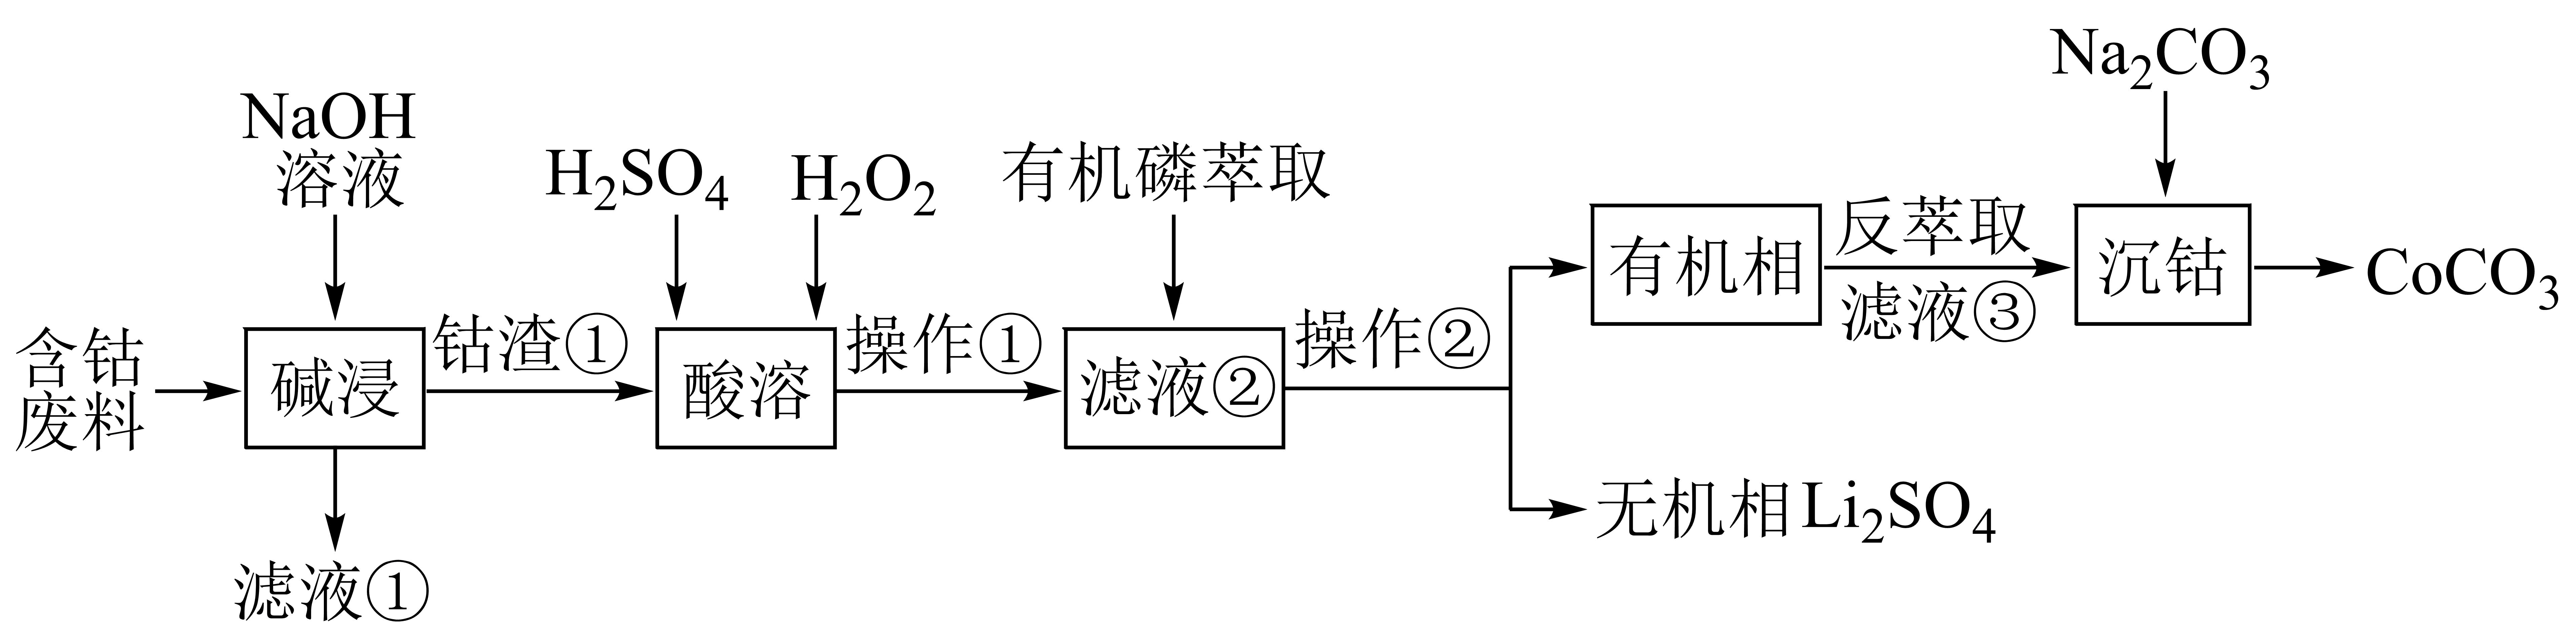 含钴
废料
NaOH
溶液
碱浸
滤液①
钴渣①
H₂SO₄
H₂O₂
酸溶
操作①
有机磷萃取
滤液②
操作②
有机相
无机相Li₂SO₄
反萃取
滤液③
Na₂CO₃
沉钴
CoCO₃